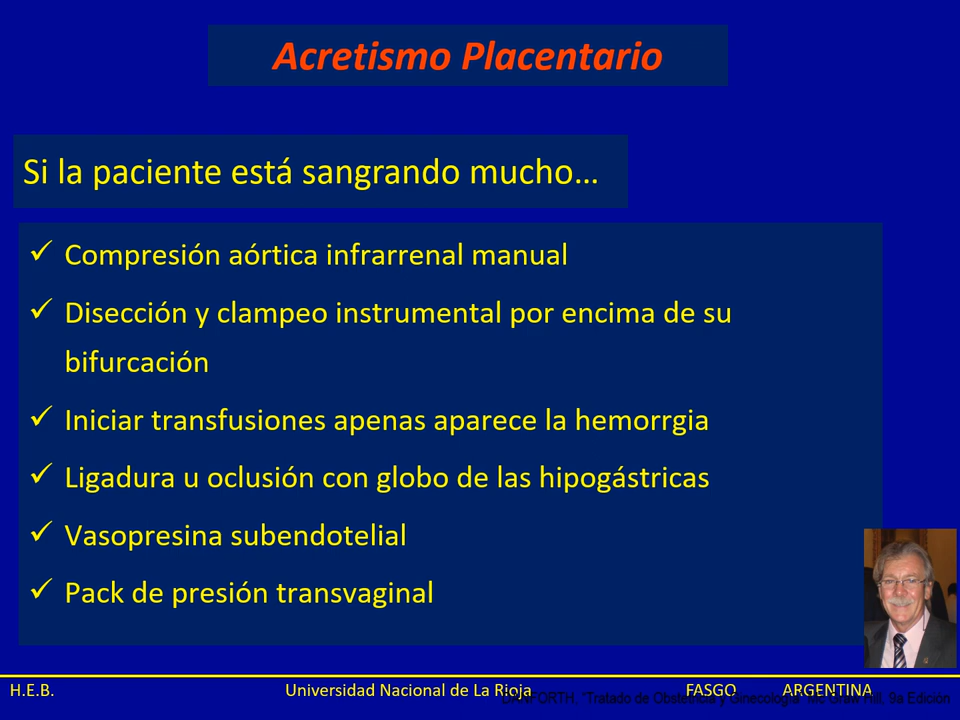 Acretismo Placentario
Si la paciente está sangrando mucho...
✓ Compresión aórtica infrarrenal manual
✓ Disección y clampeo instrumental por encima de su
bifurcación
✓ Iniciar transfusiones apenas aparece la hemorrgia
✓ Ligadura u oclusión con globo de las hipogástricas
✓ Vasopresina subendotelial
✓ Pack de presión transvaginal
H.E.B. Universidad Nacional de La Rioja FASGO ARGENTINA
DANFORTH. "Tratado de Obstetricia y Ginecología" Mc Graw Hill. 9a Edición